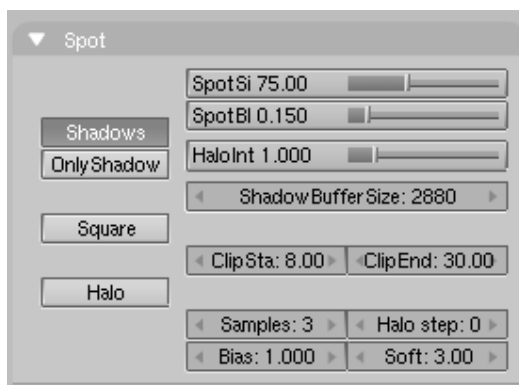 Spot
SpotSi 75.00
SpotBl 0.150
Shadows
OnlyShadow
HaloInt 1.000
ShadowBufferSize: 2880
Square
ClipSta: 8.00 ClipEnd: 30.00
Halo
Samples: 3 Halo step: 0
Bias: 1.000 Soft: 3.00